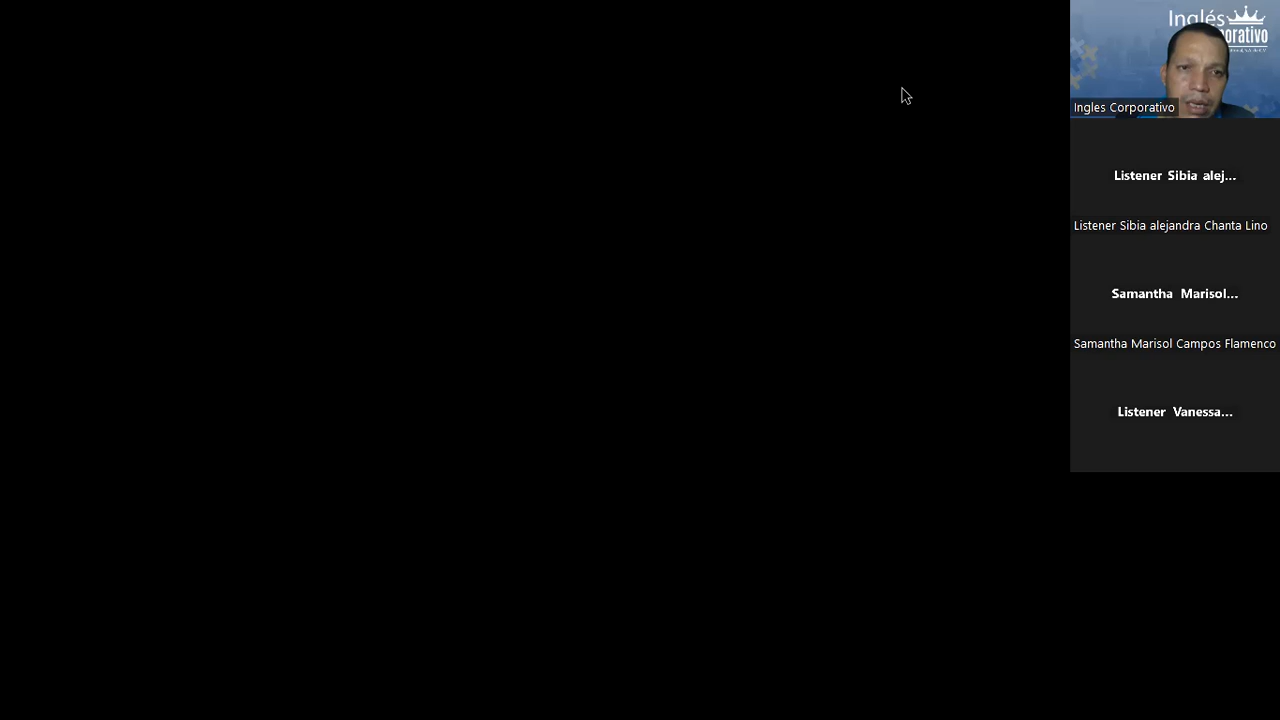 Inglés
orativo
Ingles Corporativo
Listener Sibia alej...
Listener Sibia alejandra Chanta Lino
Samantha Marisol...
Samantha Marisol Campos Flamenco
Listener Vanessa...